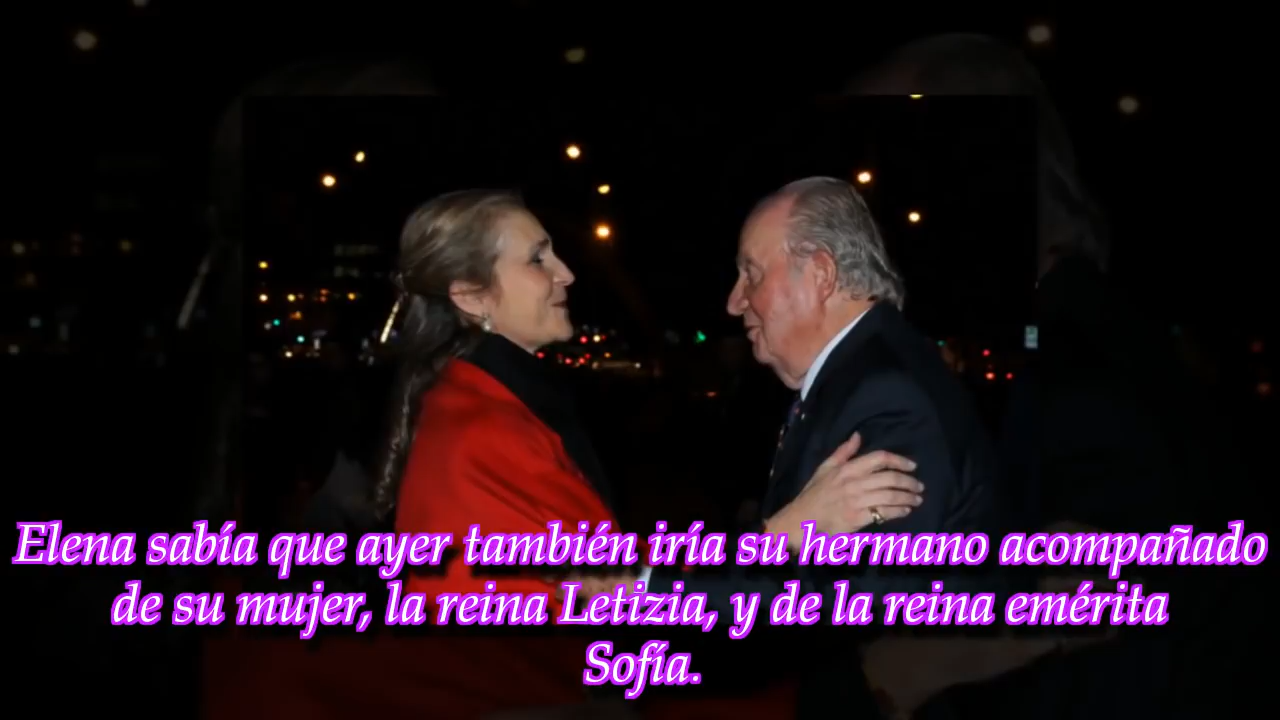 Elena sabía que ayer también iría su hermano acompañado
de su mujer, la reina Letizia, y de la reina emérita
Sofía.